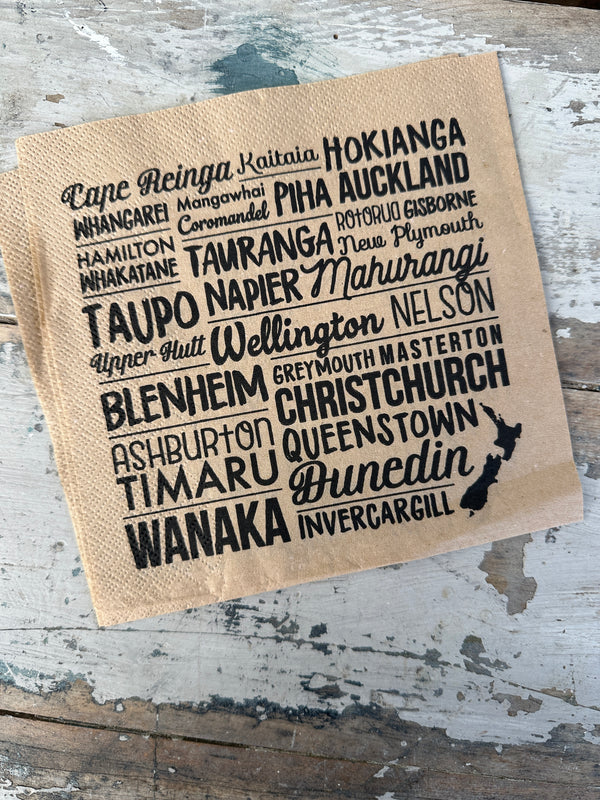 Cape Reinga Kaitaia HOKIANGA
WHANGAREI Mangawhai Coromandel PIHA AUCKLAND
HAMILTON WHAKATANE TAURANGA ROTORUA GISBORNE
New Plymouth
TAUPO NAPIER Mahurangi
Upper Hutt Wellington NELSON
BLENHEIM GREYMOUTH MASTERTON
CHRISTCHURCH
ASHBURTON QUEENSTOWN
TIMARU Dunedin
WANAKA INVERCARGILL